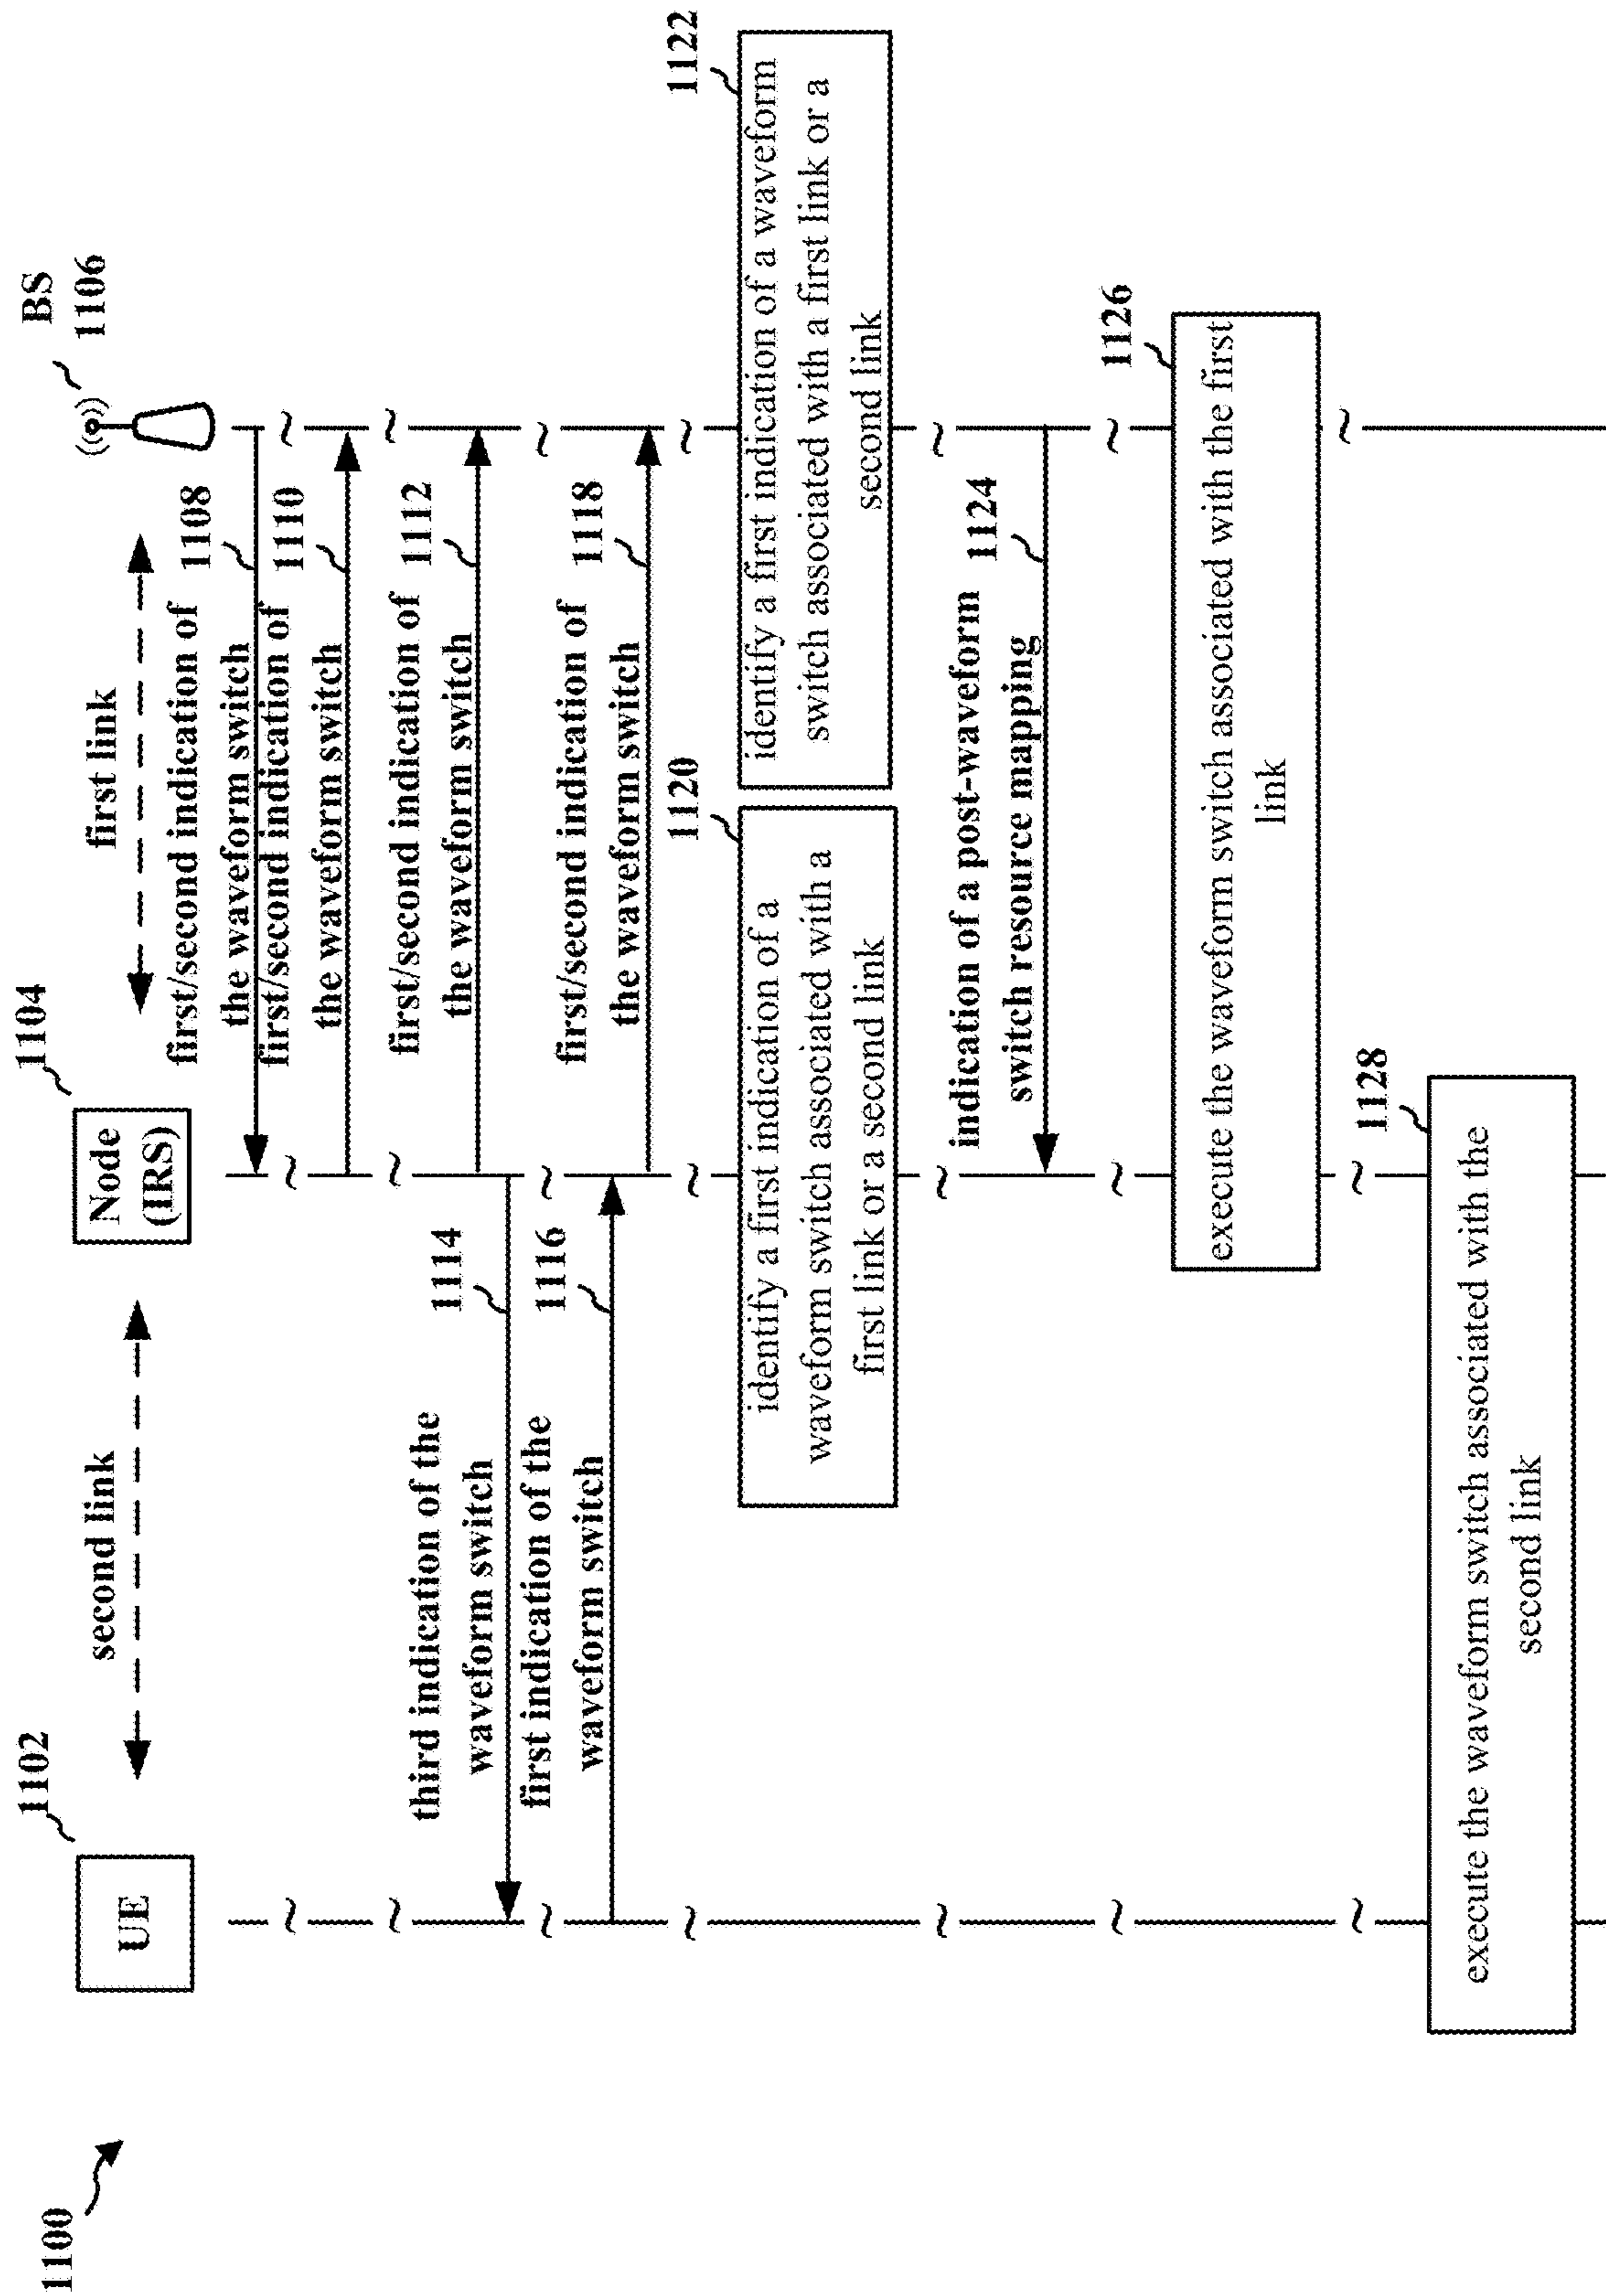 1100
1102
UE
second link
1104
Node
(IRS)
first link
BS
1106
first/second indication of
the waveform switch
1108
first/second indication of
the waveform switch
1110
first/second indication of
the waveform switch
1112
third indication of the
waveform switch
1114
first indication of the
waveform switch
1116
first/second indication of
the waveform switch
1118
1120
identify a first indication of a
waveform switch associated with a
first link or a second link
1122
identify a first indication of a waveform
switch associated with a first link or a
second link
indication of a post-waveform
switch resource mapping
1124
1126
execute the waveform switch associated with the first
link
1128
execute the waveform switch associated with the
second link